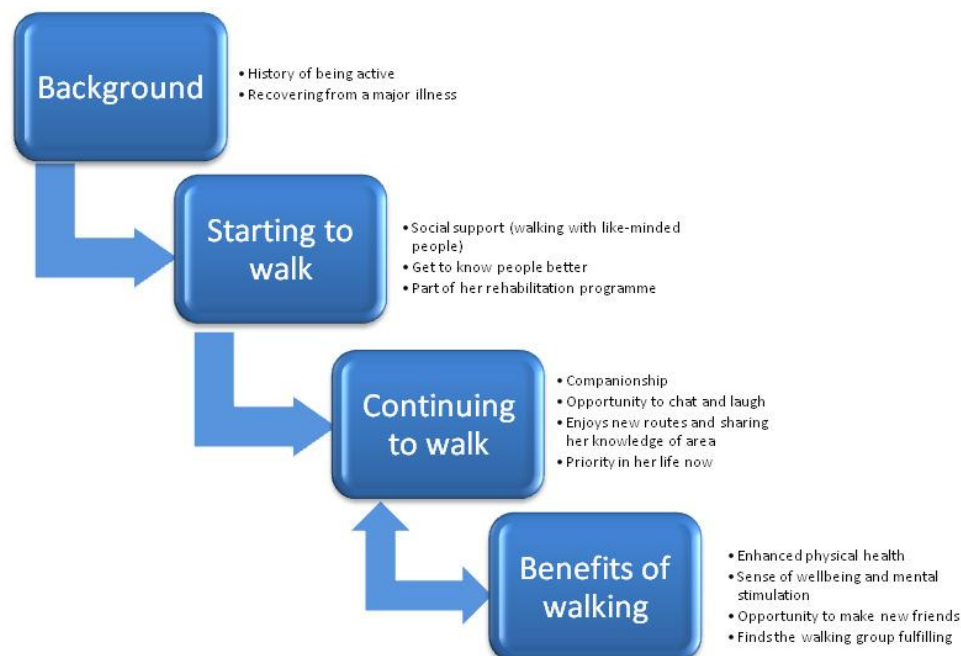 Background
• History of being active
• Recovering from a major illness
Starting to
walk
• Social support (walking with like-minded
people)
• Get to know people better
• Part of her rehabilitation programme
Continuing
to walk
• Companionship
• Opportunity to chat and laugh
• Enjoys new routes and sharing
her knowledge of area
• Priority in her life now
Benefits of
walking
• Enhanced physical health
• Sense of wellbeing and mental
stimulation
• Opportunity to make new friends
• Finds the walking group fulfilling